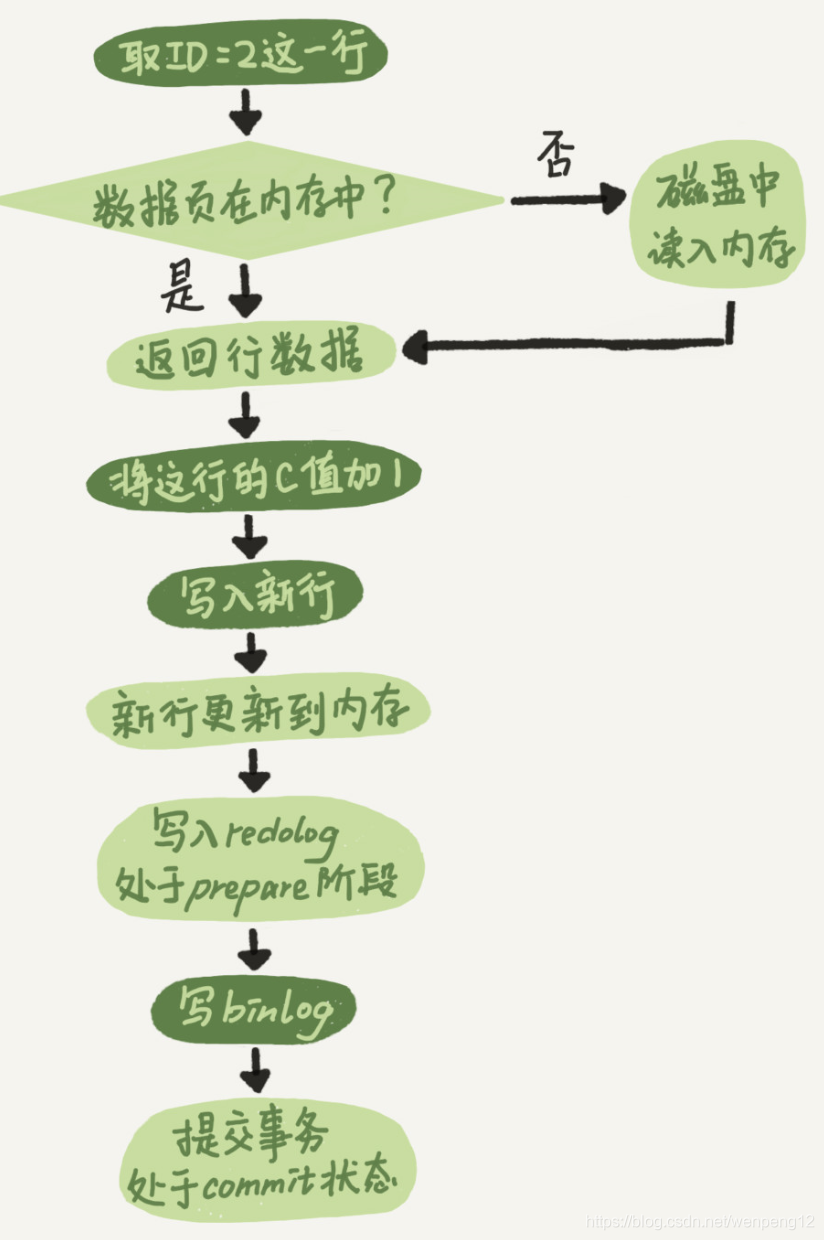 取ID=2这一行
数据页在内存中?
否
磁盘中
读入内存
是
返回行数据
将这行的C值加1
写入新行
新行更新到内存
写入redolog
处于prepare阶段
写binlog
提交事务
处于commit状态
https://blog.csdn.net/wenpeng12